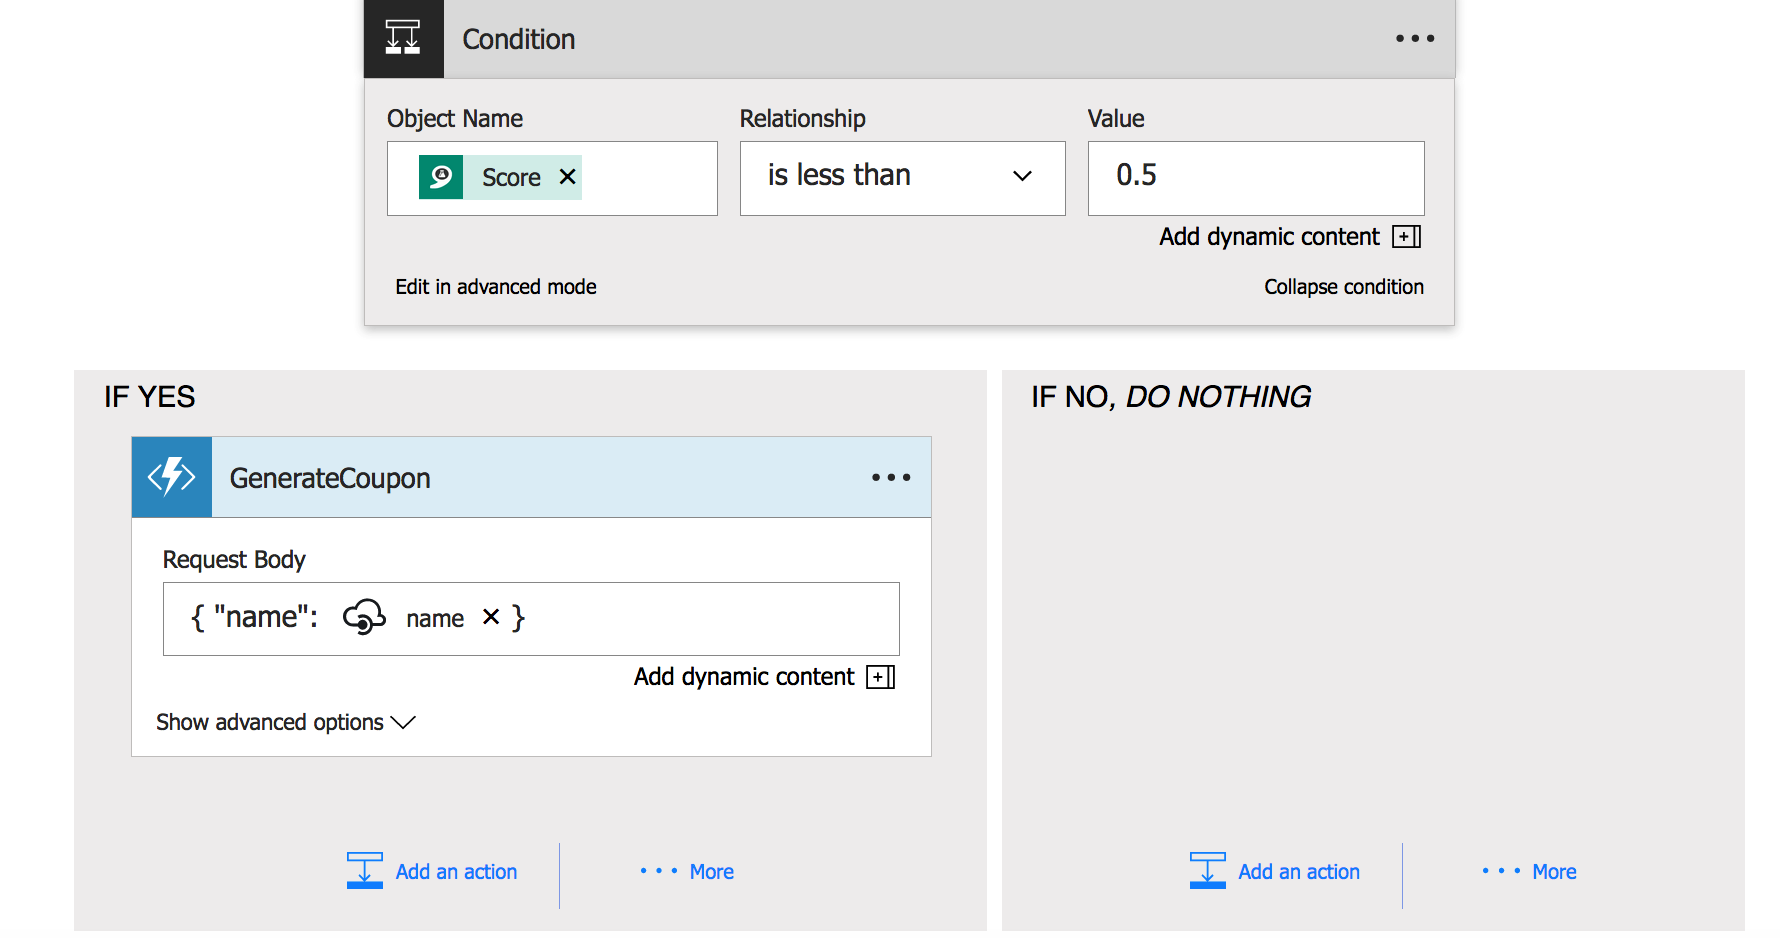 Condition
Object Name Relationship Value
Score is less than 0.5
Add dynamic content
Edit in advanced mode Collapse condition
IF YES
GenerateCoupon
Request Body
{ "name": name }
Add dynamic content
Show advanced options
Add an action More
IF NO, DO NOTHING
Add an action More